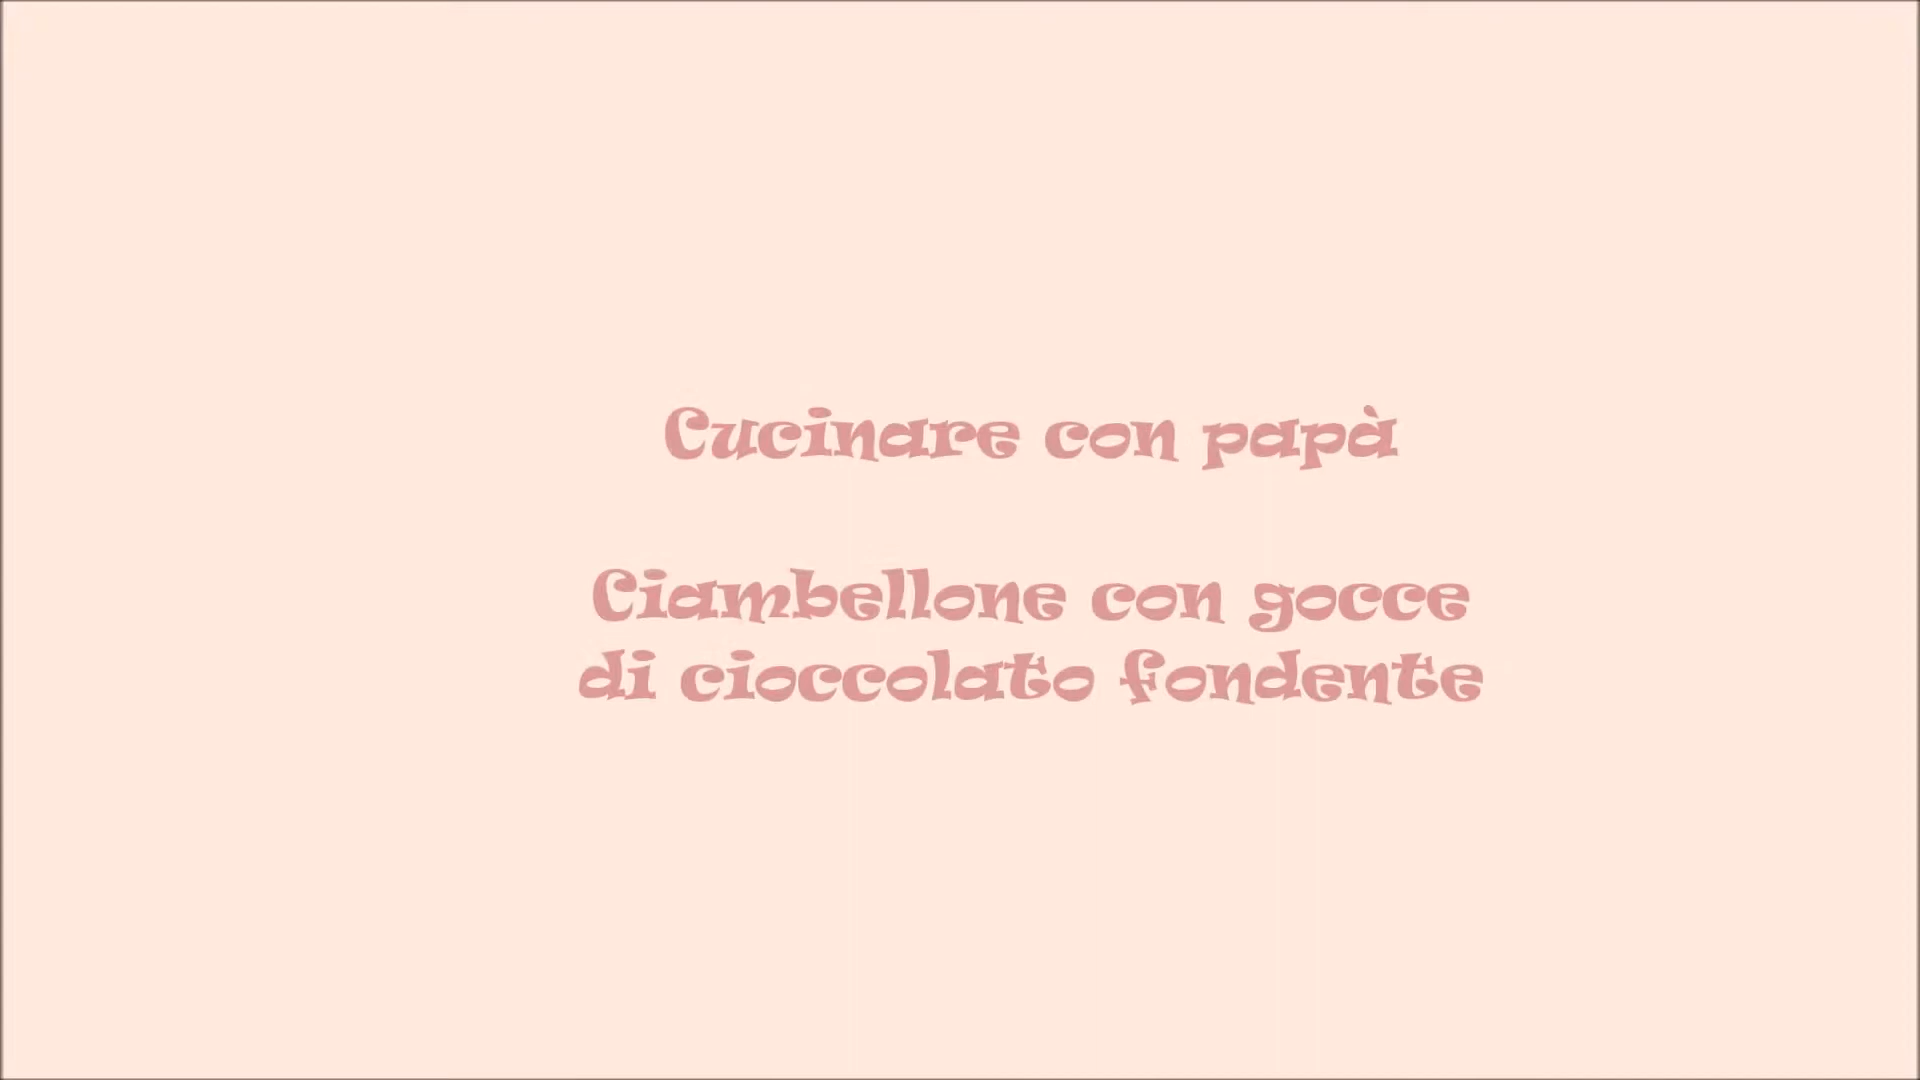 Cucinare con papà
Ciambellone con gocce
di cioccolato fondente